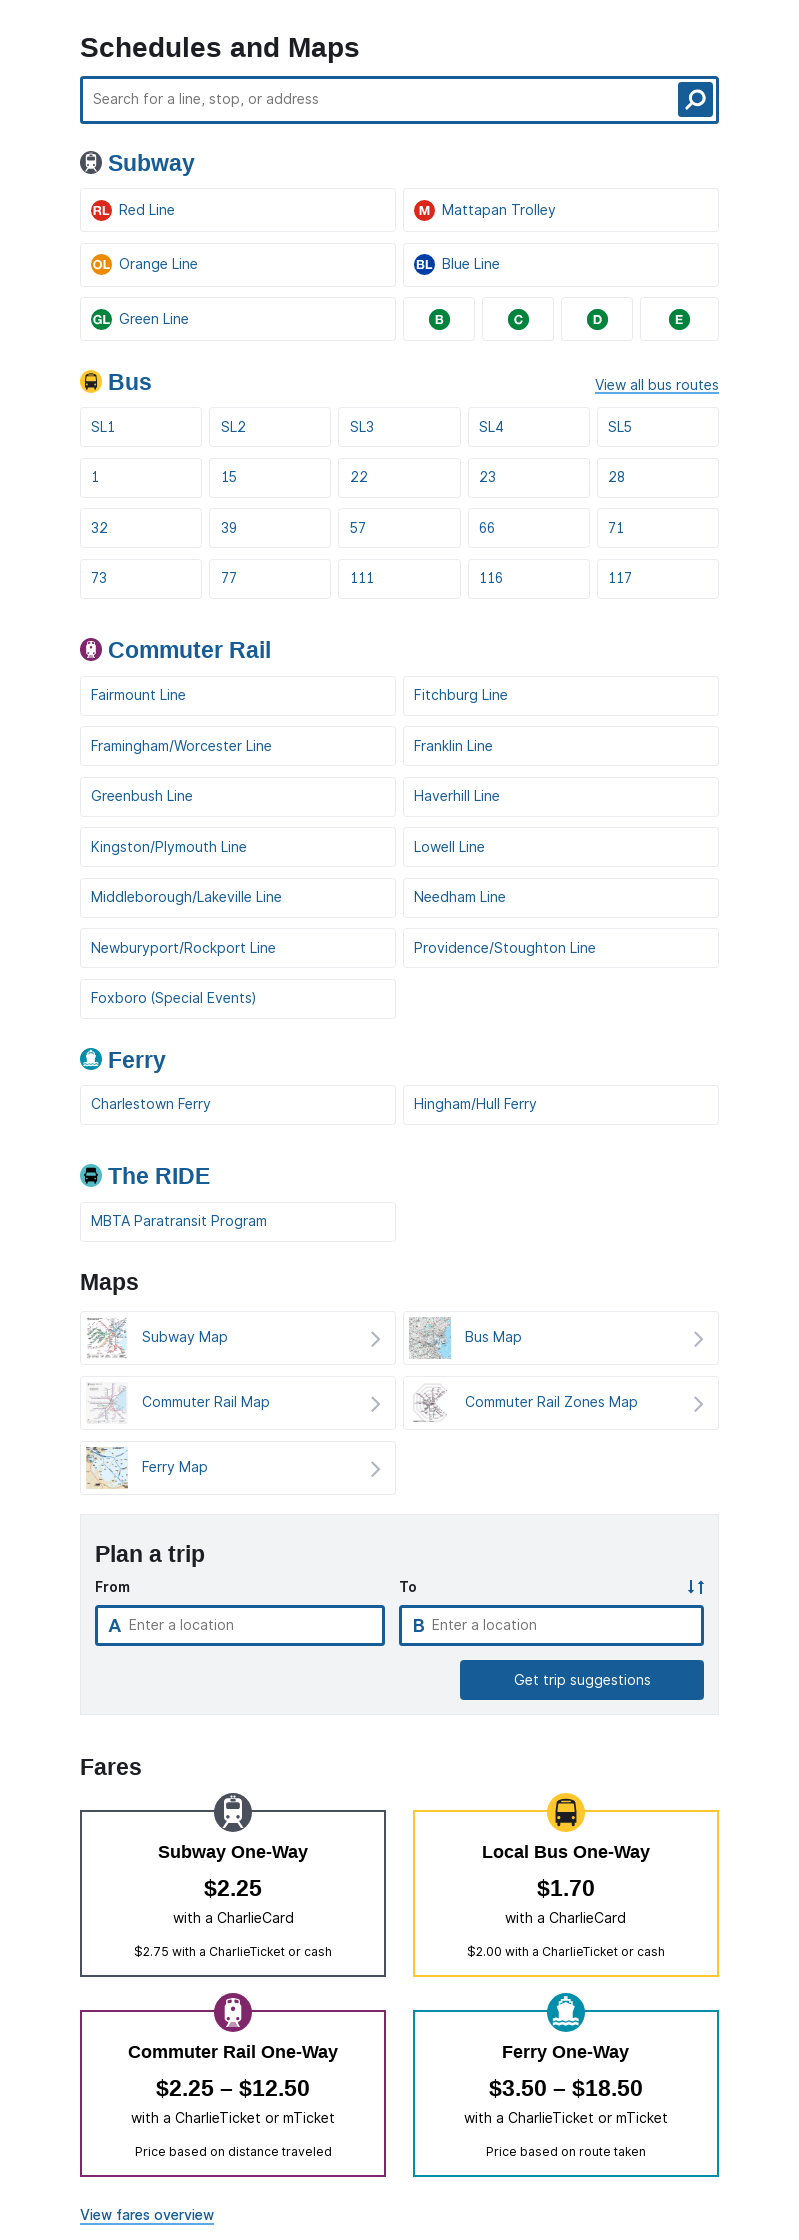 Schedules and Maps
Search for a line, stop, or address
Subway
RL Red Line
M Mattapan Trolley
OL Orange Line
BL Blue Line
GL Green Line
B C D E
Bus
View all bus routes
SL1 SL2 SL3 SL4 SL5
1 15 22 23 28
32 39 57 66 71
73 77 111 116 117
Commuter Rail
Fairmount Line
Fitchburg Line
Framingham/Worcester Line
Franklin Line
Greenbush Line
Haverhill Line
Kingston/Plymouth Line
Lowell Line
Middleborough/Lakeville Line
Needham Line
Newburyport/Rockport Line
Providence/Stoughton Line
Foxboro (Special Events)
Ferry
Charlestown Ferry
Hingham/Hull Ferry
The RIDE
MBTA Paratransit Program
Maps
Subway Map
Bus Map
Commuter Rail Map
Commuter Rail Zones Map
Ferry Map
Plan a trip
From
To
A Enter a location
B Enter a location
Get trip suggestions
Fares
Subway One-Way
$2.25
with a CharlieCard
$2.75 with a CharlieTicket or cash
Local Bus One-Way
$1.70
with a CharlieCard
$2.00 with a CharlieTicket or cash
Commuter Rail One-Way
$2.25 – $12.50
with a CharlieTicket or mTicket
Price based on distance traveled
Ferry One-Way
$3.50 – $18.50
with a CharlieTicket or mTicket
Price based on route taken
View fares overview